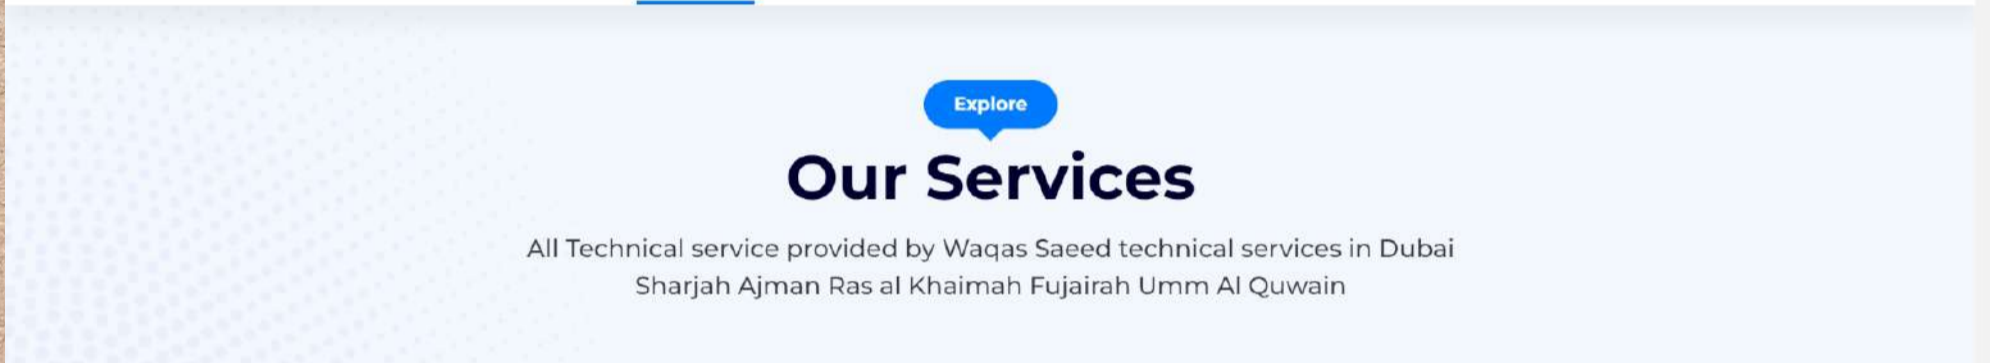 Explore
Our Services
All Technical service provided by Waqas Saeed technical services in Dubai
Sharjah Ajman Ras al Khaimah Fujairah Umm Al Quwain